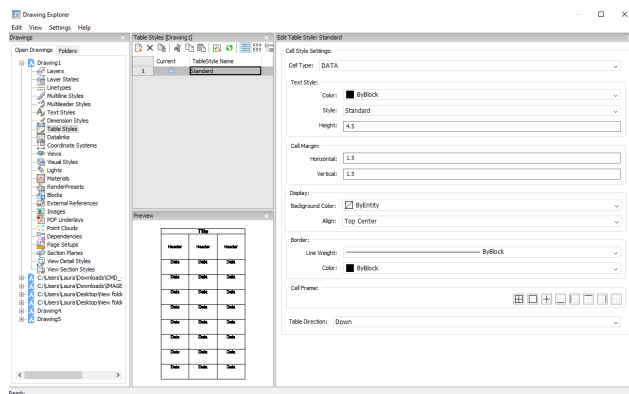 Drawing Explorer
Edit View Settings Help
Drawings
Open Drawings Folders
Drawing1
Layers
Layer States
Linetypes
Multiline Styles
Multileader Styles
Text Styles
Dimension Styles
Table Styles
Datalinks
Coordinate Systems
Views
Visual Styles
Lights
Materials
RenderPresets
Blocks
External References
Images
PDF Underlays
Point Clouds
Dependencies
Page Setups
Section Planes
View Detail Styles
View Section Styles
C:\Users\Laura\Downloads\CMD_
C:\Users\Laura\Downloads\IMAGE
C:\Users\Laura\Desktop\New folde
C:\Users\Laura\Desktop\New folde
Drawing4
Drawing5
Ready
Table Styles [Drawing1]
Current TableStyle Name
1 Standard
Preview
Title
Header Header Header
Data Data Data
Data Data Data
Data Data Data
Data Data Data
Data Data Data
Data Data Data
Data Data Data
Data Data Data
Edit Table Style: Standard
Cell Style Settings:
Cell Type: DATA
Text Style:
Color: ByBlock
Style: Standard
Height: 4.5
Cell Margin:
Horizontal: 1.5
Vertical: 1.5
Display:
Background Color: ByEntity
Align: Top Center
Border:
Line Weight: ByBlock
Color: ByBlock
Cell Frame:
Table Direction: Down